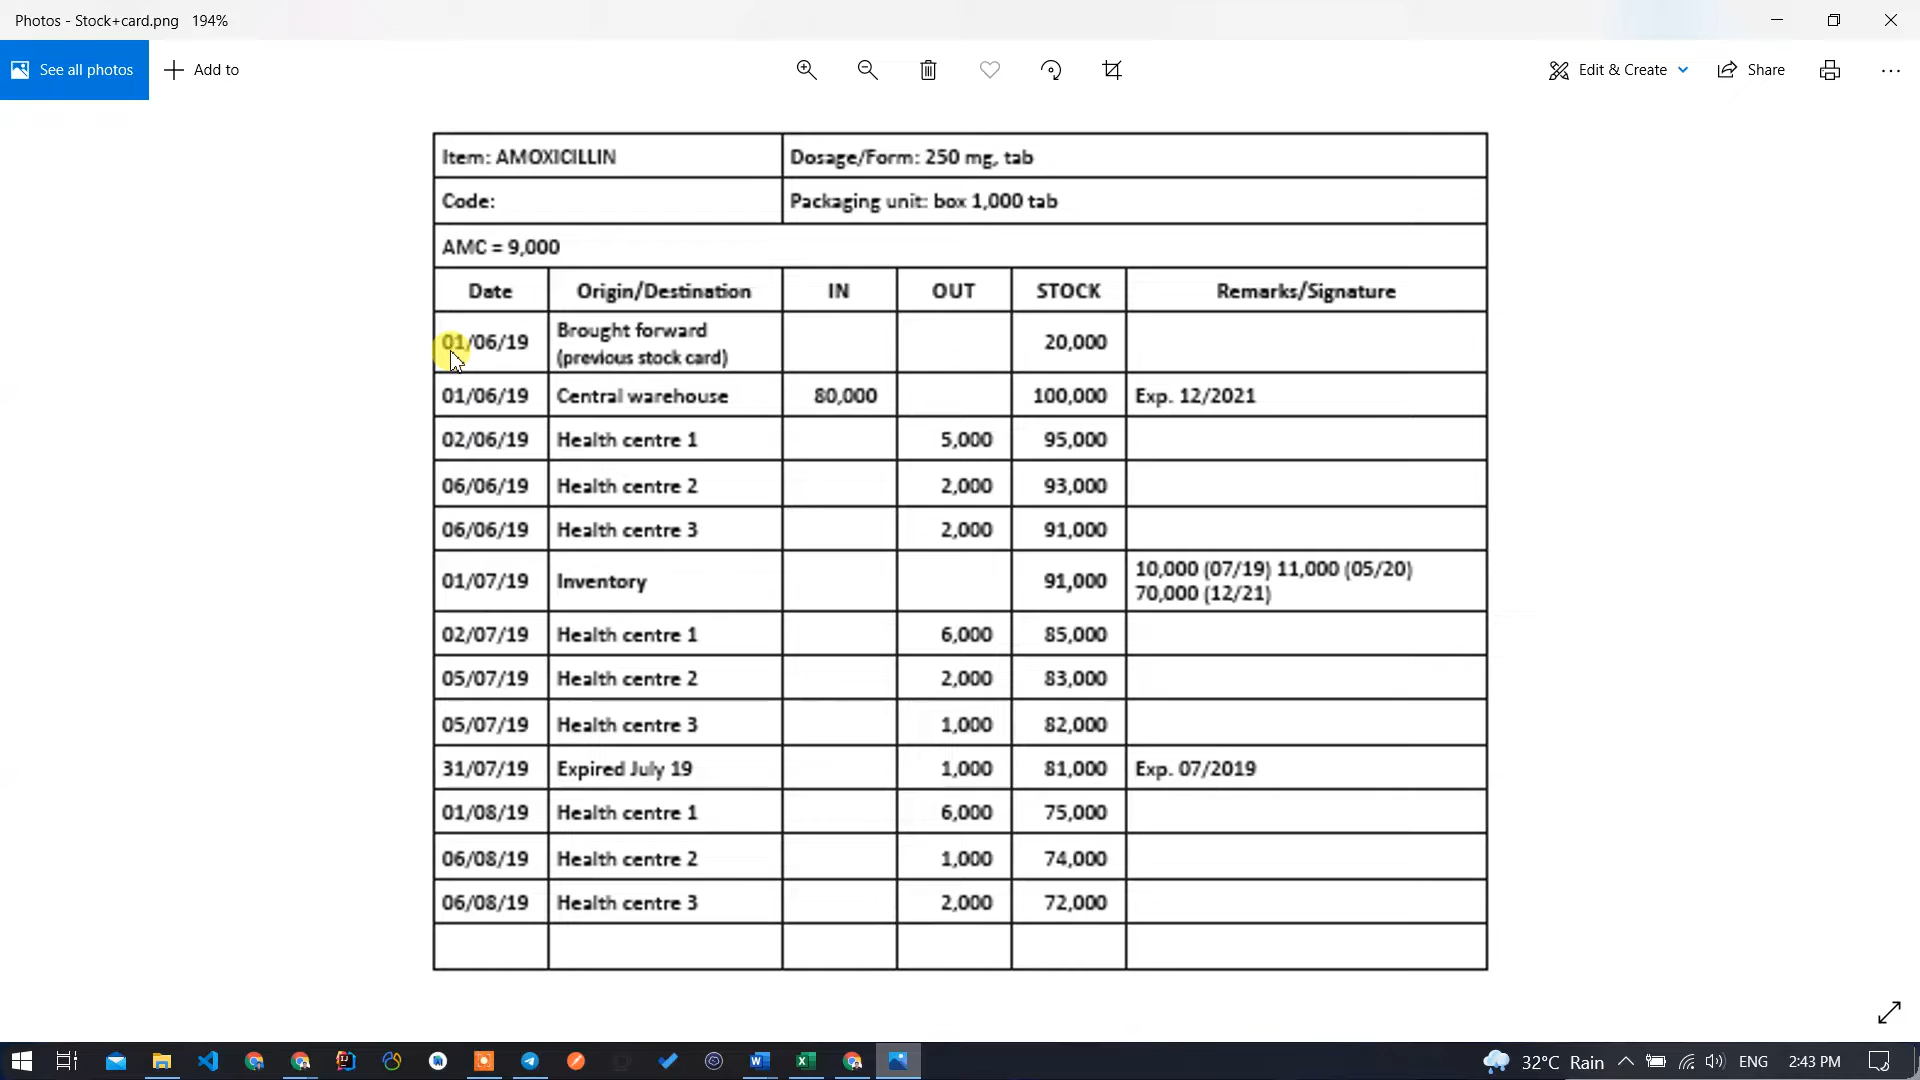 Photos - Stock+card.png 194%
See all photos Add to Edit & Create Share
Item: AMOXICILLIN Dosage/Form: 250 mg, tab
Code: Packaging unit: box 1,000 tab
AMC = 9,000
Date Origin/Destination IN OUT STOCK Remarks/Signature
01/06/19 Brought forward (previous stock card) 20,000
01/06/19 Central warehouse 80,000 100,000 Exp. 12/2021
02/06/19 Health centre 1 5,000 95,000
06/06/19 Health centre 2 2,000 93,000
06/06/19 Health centre 3 2,000 91,000
01/07/19 Inventory 91,000 10,000 (07/19) 11,000 (05/20) 70,000 (12/21)
02/07/19 Health centre 1 6,000 85,000
05/07/19 Health centre 2 2,000 83,000
05/07/19 Health centre 3 1,000 82,000
31/07/19 Expired July 19 1,000 81,000 Exp. 07/2019
01/08/19 Health centre 1 6,000 75,000
06/08/19 Health centre 2 1,000 74,000
06/08/19 Health centre 3 2,000 72,000
32°C Rain ENG 2:43 PM